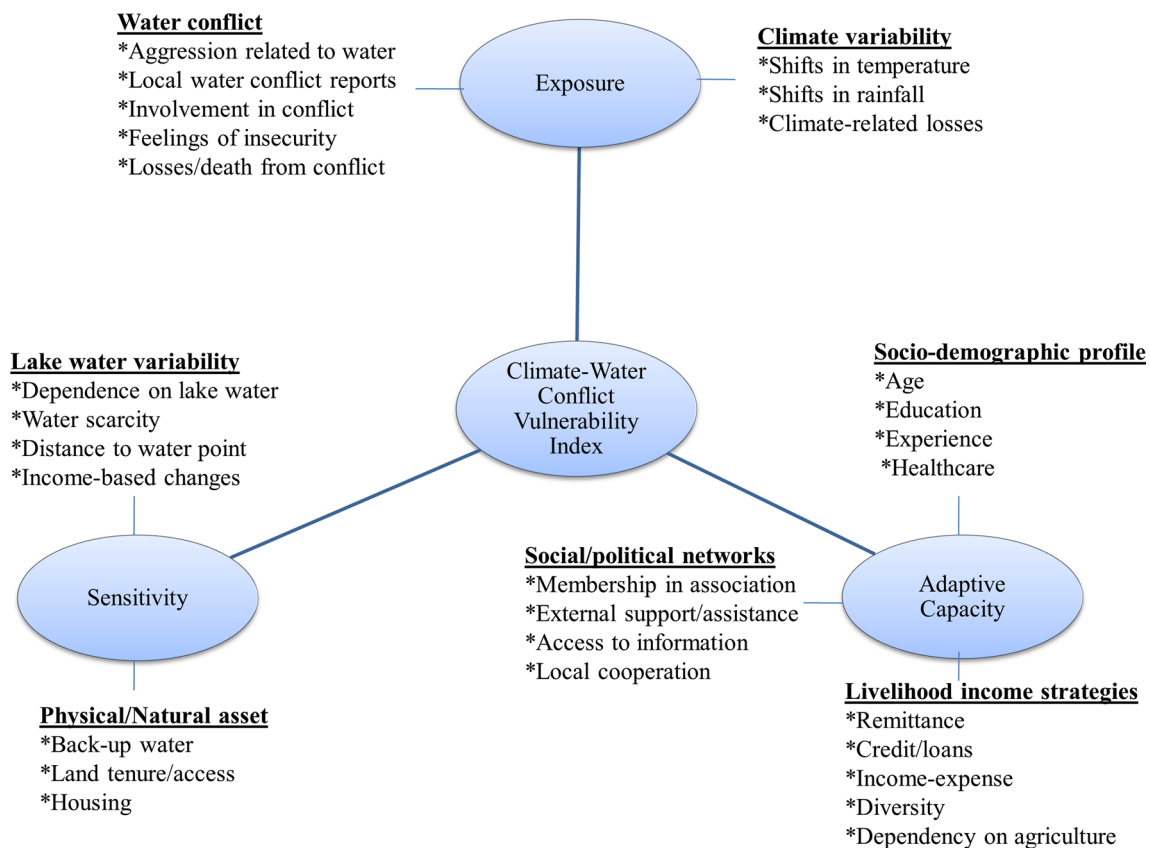 Water conflict
*Aggression related to water
*Local water conflict reports
*Involvement in conflict
*Feelings of insecurity
*Losses/death from conflict
Exposure
Climate variability
*Shifts in temperature
*Shifts in rainfall
*Climate-related losses
Climate-Water
Conflict
Vulnerability
Index
Lake water variability
*Dependence on lake water
*Water scarcity
*Distance to water point
*Income-based changes
Sensitivity
Physical/Natural asset
*Back-up water
*Land tenure/access
*Housing
Socio-demographic profile
*Age
*Education
*Experience
*Healthcare
Social/political networks
*Membership in association
*External support/assistance
*Access to information
*Local cooperation
Adaptive
Capacity
Livelihood income strategies
*Remittance
*Credit/loans
*Income-expense
*Diversity
*Dependency on agriculture